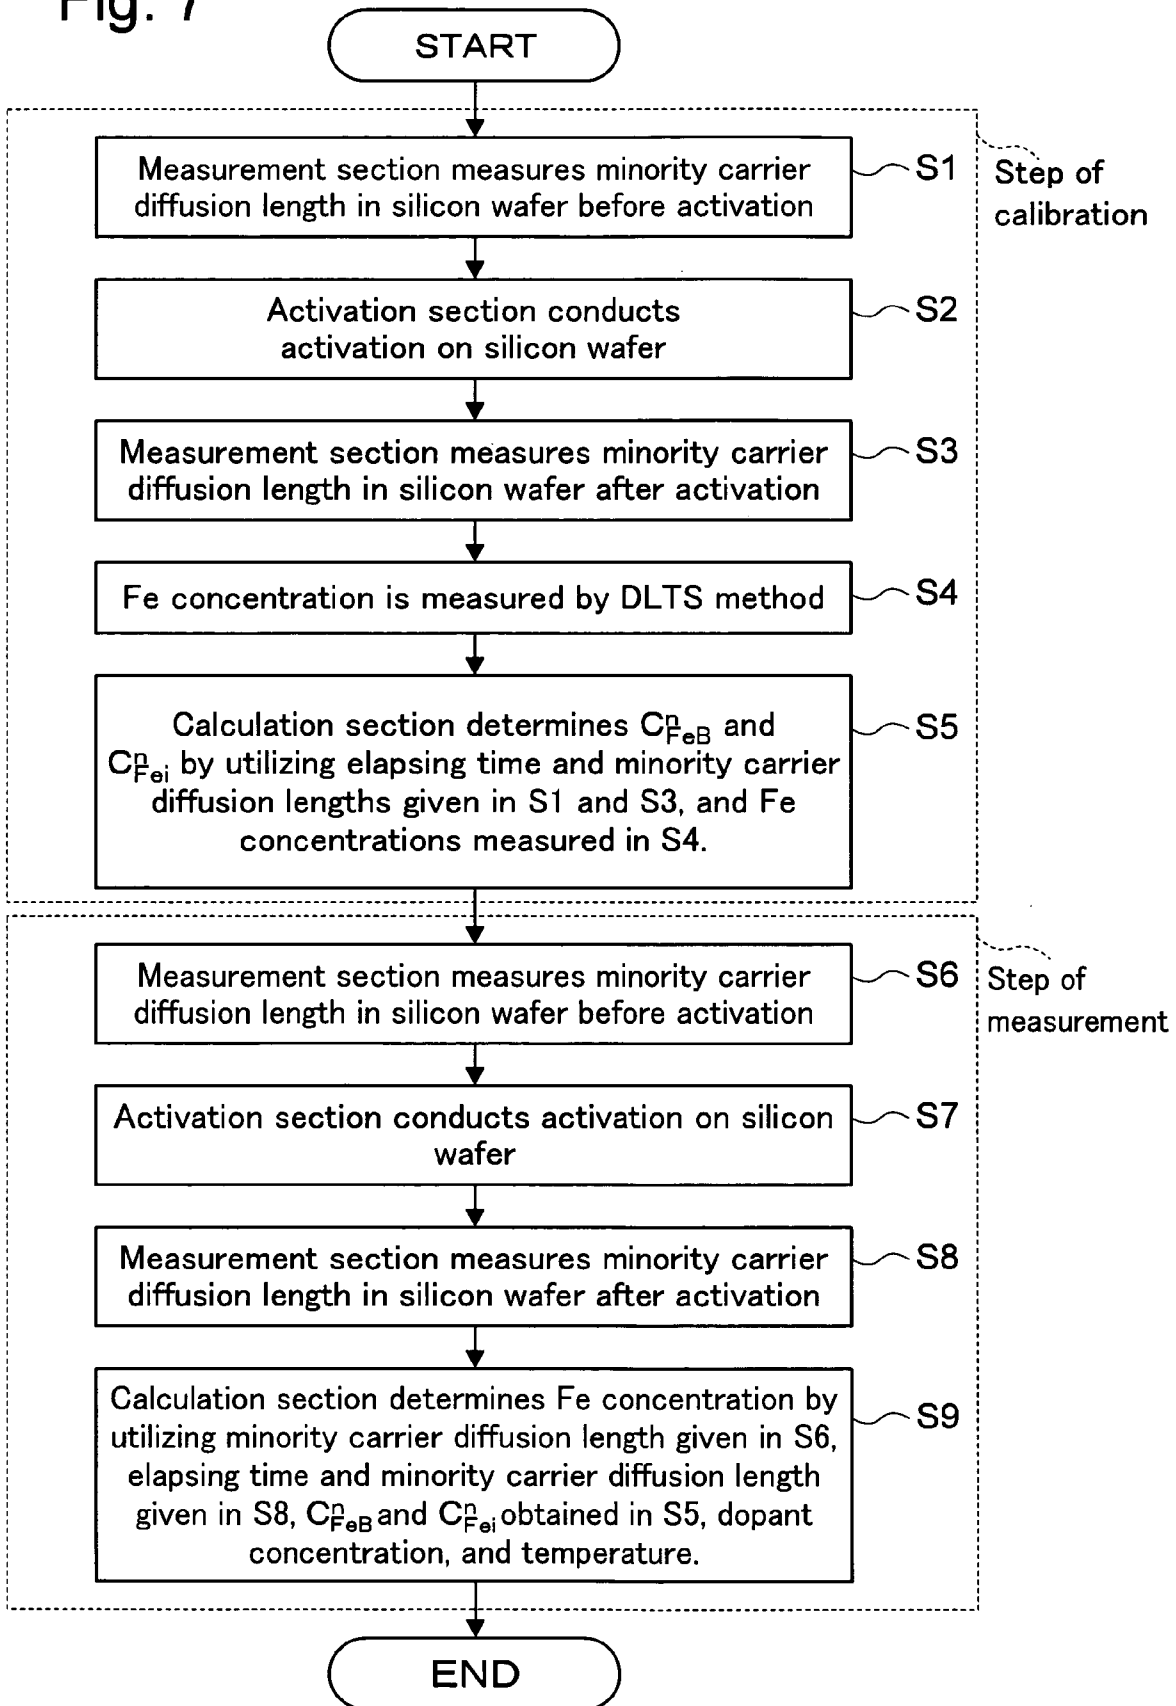 Fig. 7
START
Measurement section measures minority carrier
diffusion length in silicon wafer before activation
S1
Step of
calibration
Activation section conducts
activation on silicon wafer
S2
Measurement section measures minority carrier
diffusion length in silicon wafer after activation
S3
Fe concentration is measured by DLTS method
S4
Calculation section determines C^n_FeB and
C^n_Fei by utilizing elapsing time and minority carrier
diffusion lengths given in S1 and S3, and Fe
concentrations measured in S4.
S5
Measurement section measures minority carrier
diffusion length in silicon wafer before activation
S6
Step of
measurement
Activation section conducts activation on silicon
wafer
S7
Measurement section measures minority carrier
diffusion length in silicon wafer after activation
S8
Calculation section determines Fe concentration by
utilizing minority carrier diffusion length given in S6,
elapsing time and minority carrier diffusion length
given in S8, C^n_FeB and C^n_Fei obtained in S5, dopant
concentration, and temperature.
S9
END